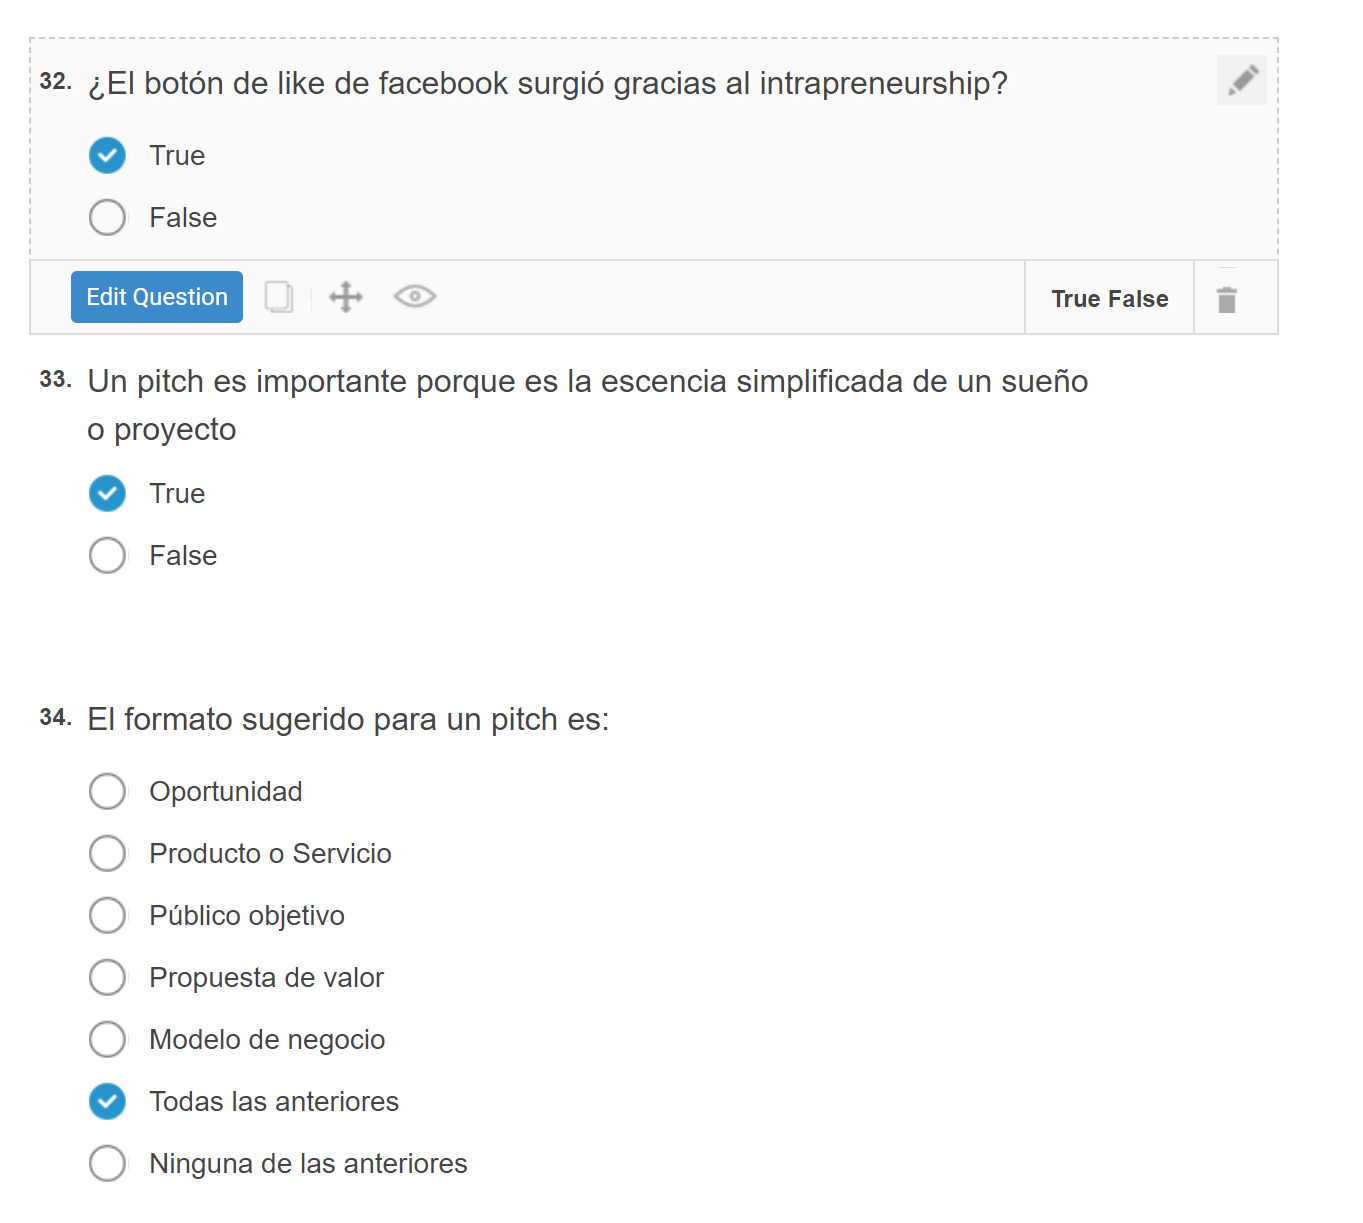 32. ¿El botón de like de facebook surgió gracias al intrapreneurship?
True
False
Edit Question
True False
33. Un pitch es importante porque es la escencia simplificada de un sueño
o proyecto
True
False
34. El formato sugerido para un pitch es:
Oportunidad
Producto o Servicio
Público objetivo
Propuesta de valor
Modelo de negocio
Todas las anteriores
Ninguna de las anteriores